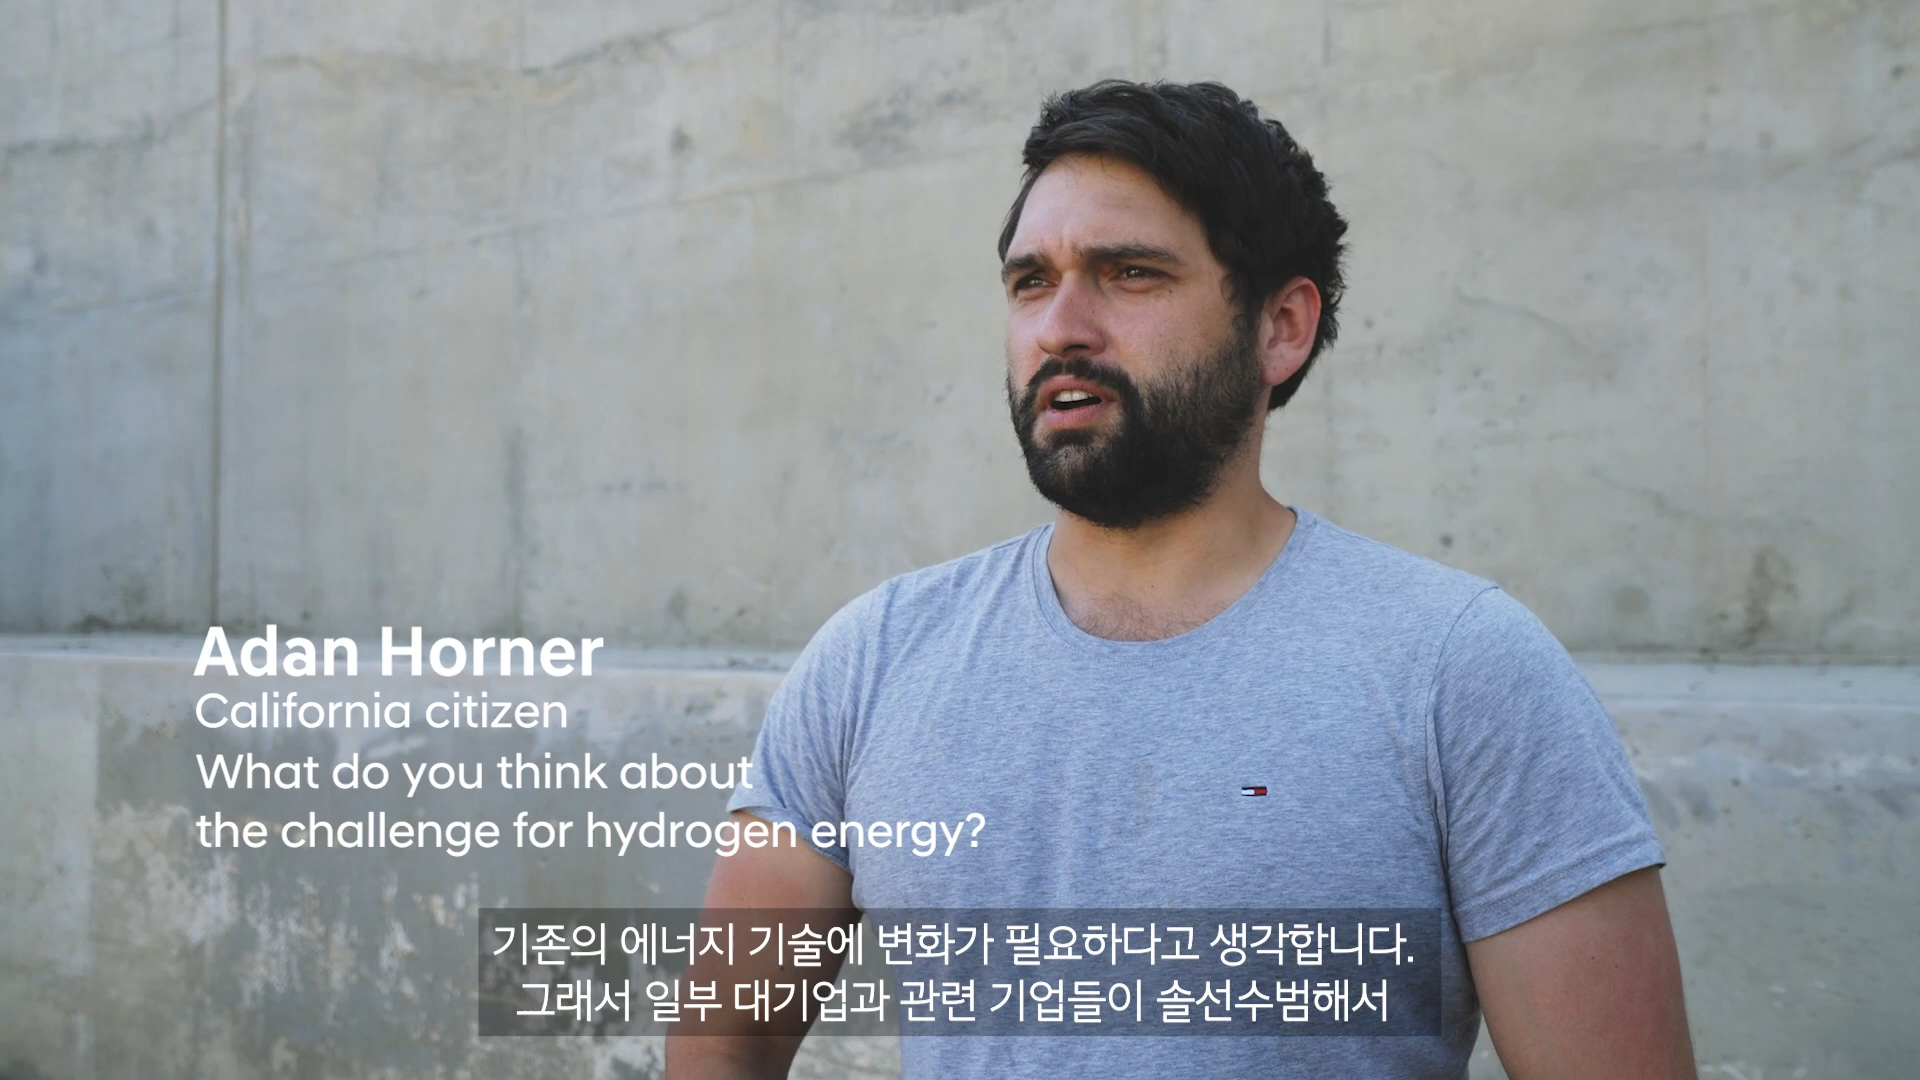 Adan Horner
California citizen
What do you think about
the challenge for hydrogen energy?
기존의 에너지 기술에 변화가 필요하다고 생각합니다.
그래서 일부 대기업과 관련 기업들이 솔선수범해서